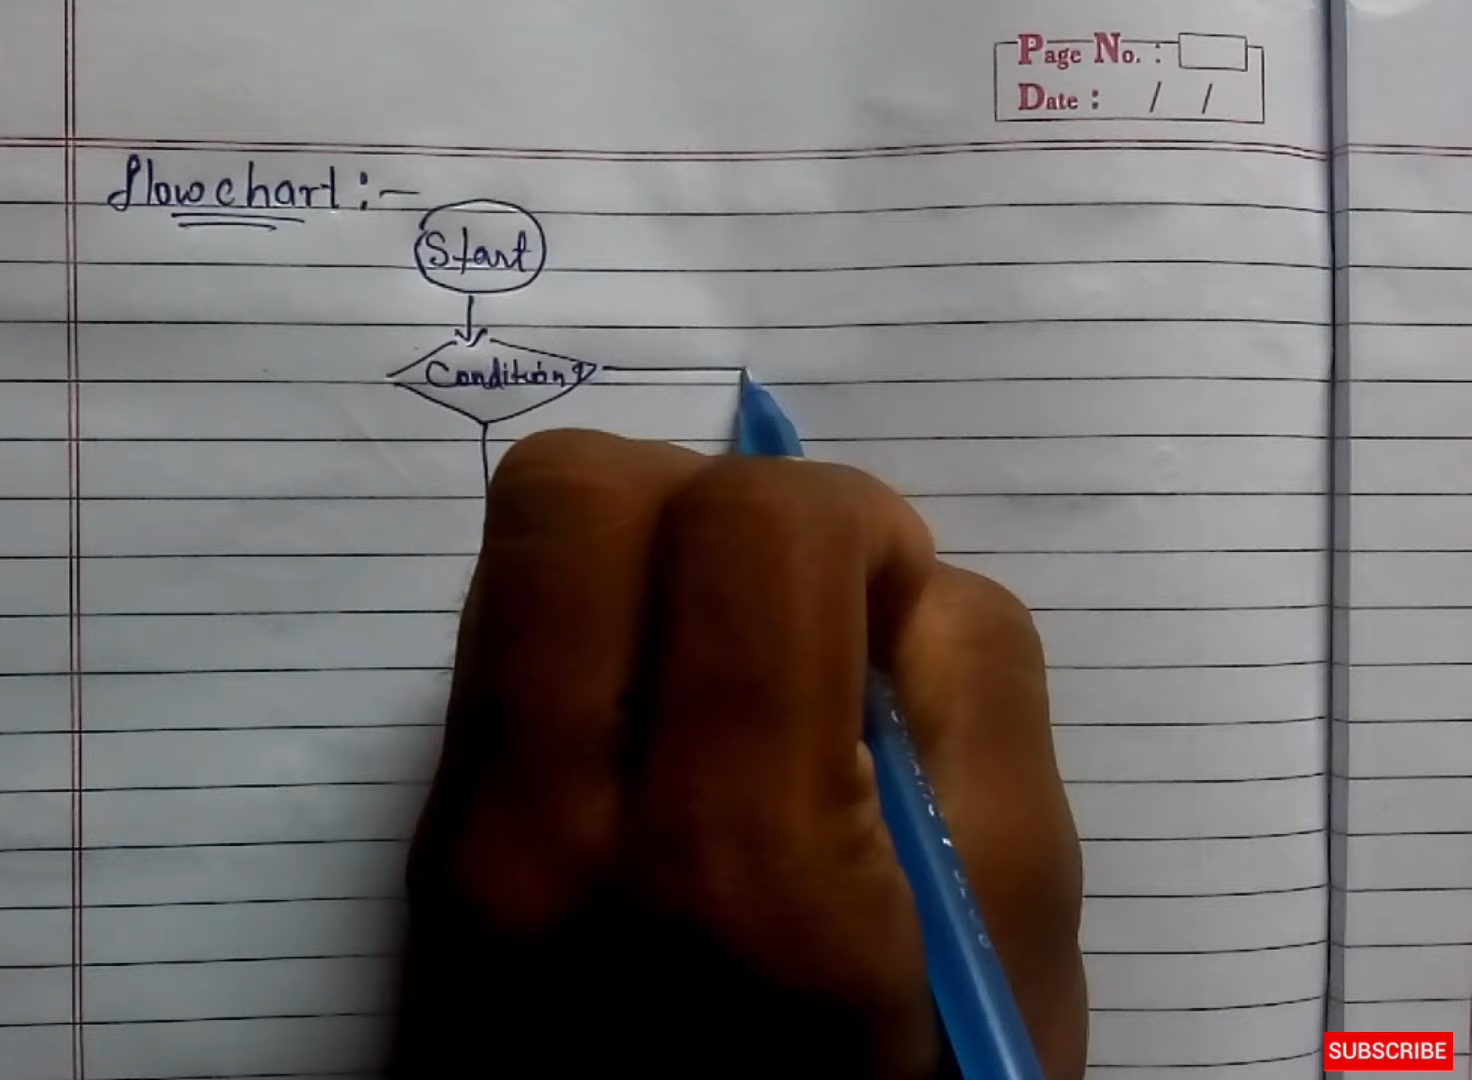 Page No. :
Date : / /
flowchart :-
Start
Condition?
SUBSCRIBE